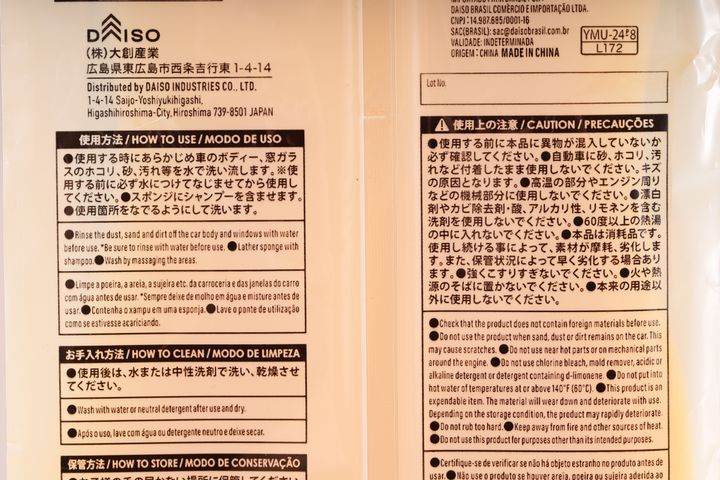 DAISO
(株)大創産業
広島県東広島市西条吉行東 1-4-14
Distributed by DAISO INDUSTRIES CO., LTD.
1-4-14 Saijo-Yoshiyukihigashi,
Higashihiroshima-City, Hiroshima 739-8501 JAPAN
使用方法 / HOW TO USE / MODO DE USO
●使用する時にあらかじめ車のボディー、窓ガラ
スのホコリ、砂、汚れ等を水で洗い流します。※使
用する前に必ず水につけてなじませてから使用し
てください。●スポンジにシャンプーを含ませます。
●使用箇所をなでるようにして洗います。
●Rinse the dust, sand and dirt off the car body and windows with water
before use. *Be sure to rinse with water before use. ●Lather sponge with
shampoo. ●Wash by massaging the areas.
●Limpe a poeira, a areia, a sujeira etc. da carroceria e das janelas do carro
com água antes de usar. *Sempre deixe de molho em água e misture antes de
usar. ●Contenha o xampu em uma esponja. ●Lave o ponto de utilização
como se estivesse acariciando.
お手入れ方法 / HOW TO CLEAN / MODO DE LIMPEZA
●使用後は、水または中性洗剤で洗い、乾燥させ
てください。
●Wash with water or neutral detergent after use and dry.
●Após o uso, lave com água ou detergente neutro e deixe secar.
保管方法 / HOW TO STORE / MODO DE CONSERVAÇÃO
DAISO BRASIL COMÉRCIO E IMPORTAÇÃO LTDA.
CNPJ: 14.987.685/0001-16
SAC(BRASIL): sac@daisobrasil.com.br
VALIDADE: INDETERMINADA
ORIGEM: CHINA MADE IN CHINA
L172
Lot No.
使用上の注意 / CAUTION / PRECAUÇÕES
●使用する前に本品に異物が混入していないか
必ず確認してください。●自動車に砂、ホコリ、汚
れなど付着したまま使用しないでください。キズ
の原因となります。●高温の部分やエンジン周り
などの機械部分に使用しないでください。●漂白
剤やカビ除去剤・酸、アルカリ性、リモネンを含む
洗剤を使用しないでください。●60度以上の熱湯
の中に入れないでください。●本品は消耗品です。
使用し続ける事によって、素材が摩耗、劣化しま
す。また、保管状況によって早く劣化する場合あり
ます。●強くこすりすぎないでください。●火や熱
源のそばに置かないでください。●本来の用途以
外に使用しないでください。
●Check that the product does not contain foreign materials before use.
●Do not use the product when sand, dust or dirt remains on the car. This
may cause scratches. ●Do not use near hot parts or on mechanical parts
around the engine. ●Do not use chlorine bleach, mold remover, acidic or
alkaline detergent or detergent containing d-limonene. ●Do not put into
hot water of temperatures at or above 140°F (60°C). ●This product is an
expendable item. The material will wear down and deteriorate with use.
Depending on the storage condition, the product may rapidly deteriorate.
●Do not rub too hard. ●Keep away from fire and other sources of heat.
●Do not use this product for purposes other than its intended purposes.
●Certifique-se de verificar se não há objeto estranho no produto antes de
usar. ●Não use o produto se houver areia, poeira ou sujeira aderida ao